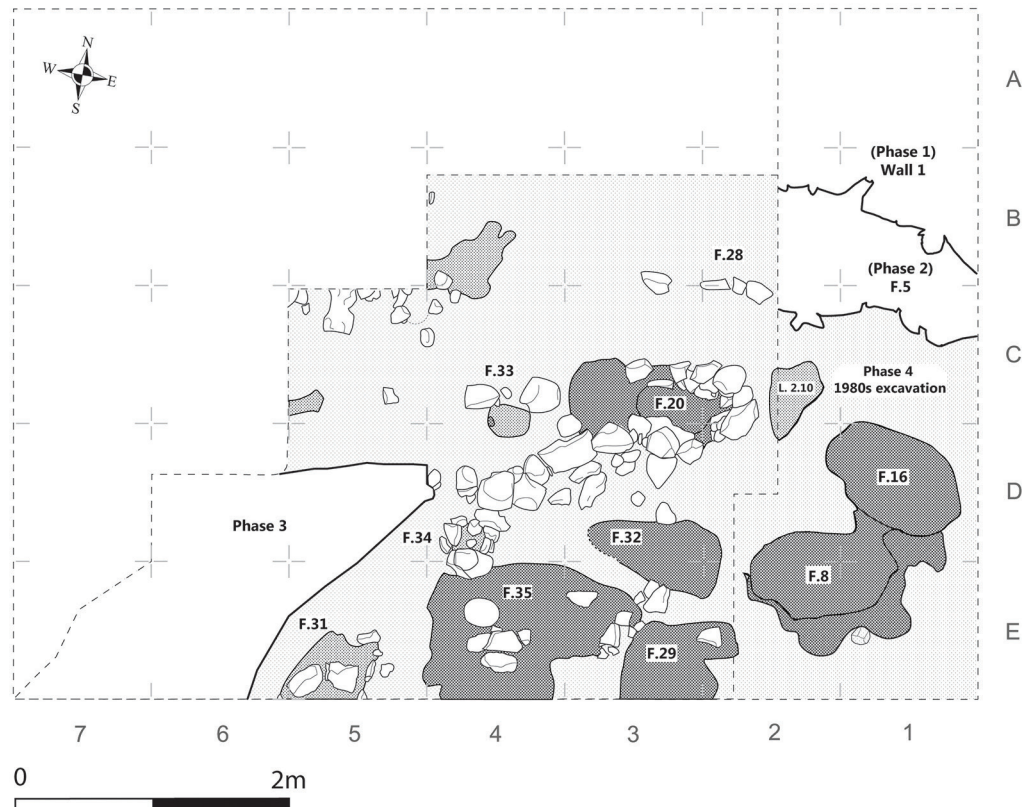 N
W
E
S
A
(Phase 1)
Wall 1
B
F.28
(Phase 2)
F.5
C
F.33
F.20
L. 2.10
Phase 4
1980s excavation
F.16
D
Phase 3
F.34
F.32
F.8
F.35
F.31
F.29
E
7 6 5 4 3 2 1
0 2m